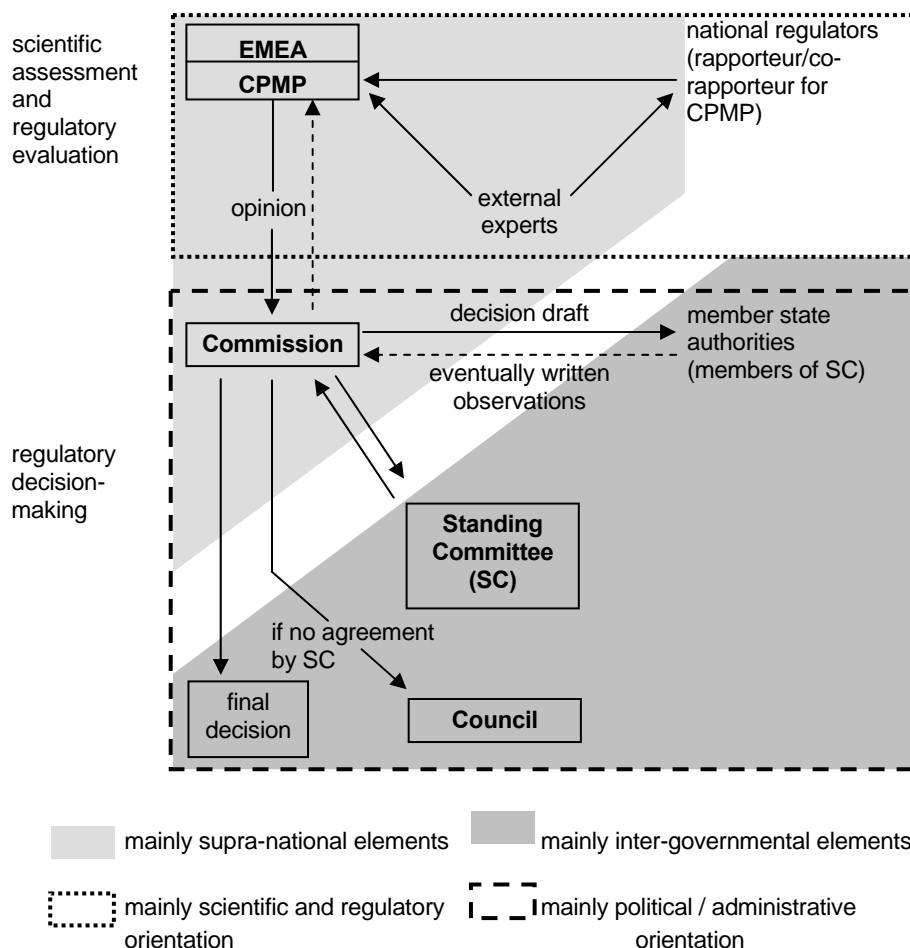 scientific
assessment
and
regulatory
evaluation
EMEA
CPMP
national regulators
(rapporteur/co-
rapporteur for
CPMP)
opinion
external
experts
Commission
decision draft
eventually written
observations
member state
authorities
(members of SC)
regulatory
decision-
making
Standing
Committee
(SC)
if no agreement
by SC
final
decision
Council
mainly supra-national elements
mainly inter-governmental elements
mainly scientific and regulatory
orientation
mainly political / administrative
orientation